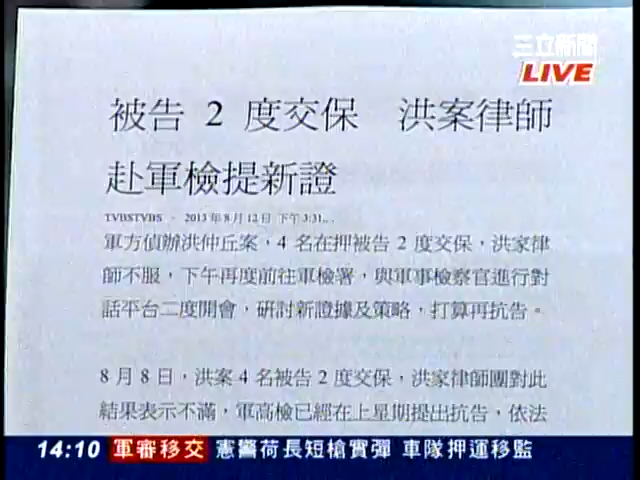 三立新聞
LIVE
被告 2 度交保 洪案律師
赴軍檢提新證
TVBSTVBS - 2013年8月12日 下午3:31...
軍方偵辦洪仲丘案，4 名在押被告 2 度交保，洪家律
師不服，下午再度前往軍檢署，與軍事檢察官進行對
話平台二度開會，研討新證據及策略，打算再抗告。
8 月 8 日，洪案 4 名被告 2 度交保，洪家律師團對此
結果表示不滿，軍高檢已經在上星期提出抗告，依法
14:10 軍審移交 憲警荷長短槍實彈 車隊押運移監